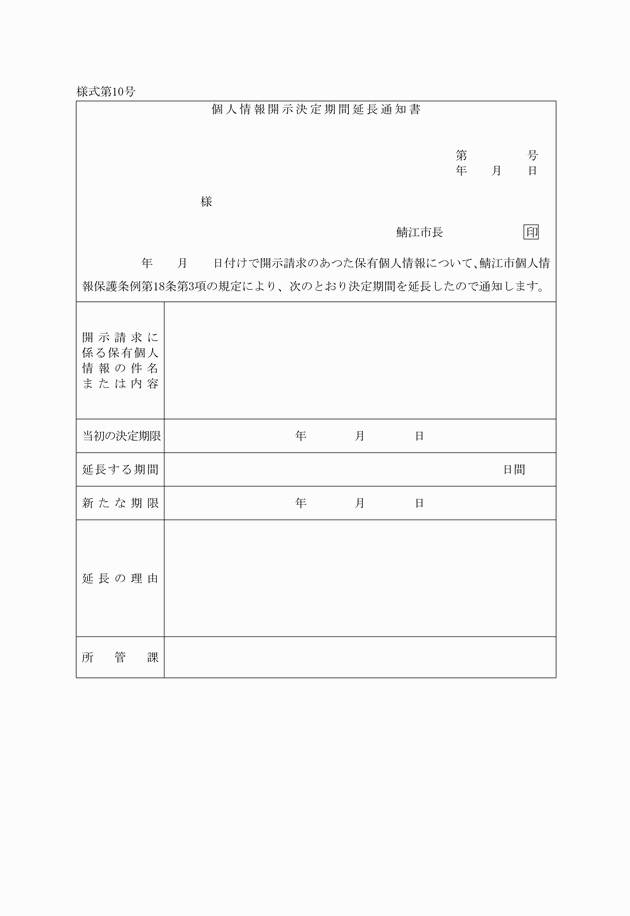 様式第10号
個人情報開示決定期間延長通知書
第　　　　　号
年　　月　　日
様
鯖江市長　　　　　　　印
年　　月　　日付けで開示請求のあつた保有個人情報について、鯖江市個人情
報保護条例第18条第3項の規定により、次のとおり決定期間を延長したので通知します。
開示請求に
係る保有個人
情報の件名
または内容
当初の決定期限　　　　　年　　　　月　　　　日
延長する期間　　　　　日間
新たな期限　　　　　年　　　　月　　　　日
延長の理由
所管課